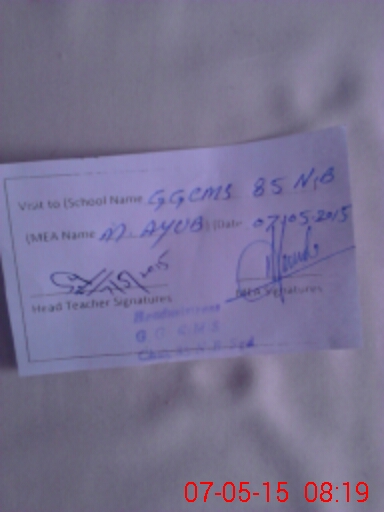 Visit to (School Name GGCMS 85 N.B
(MEA Name M. AYUB) (Date 07/05.2015
Head Teacher Signatures
MEA Signatures
Headmistress
G G C.M.S
07-05-15 08:19